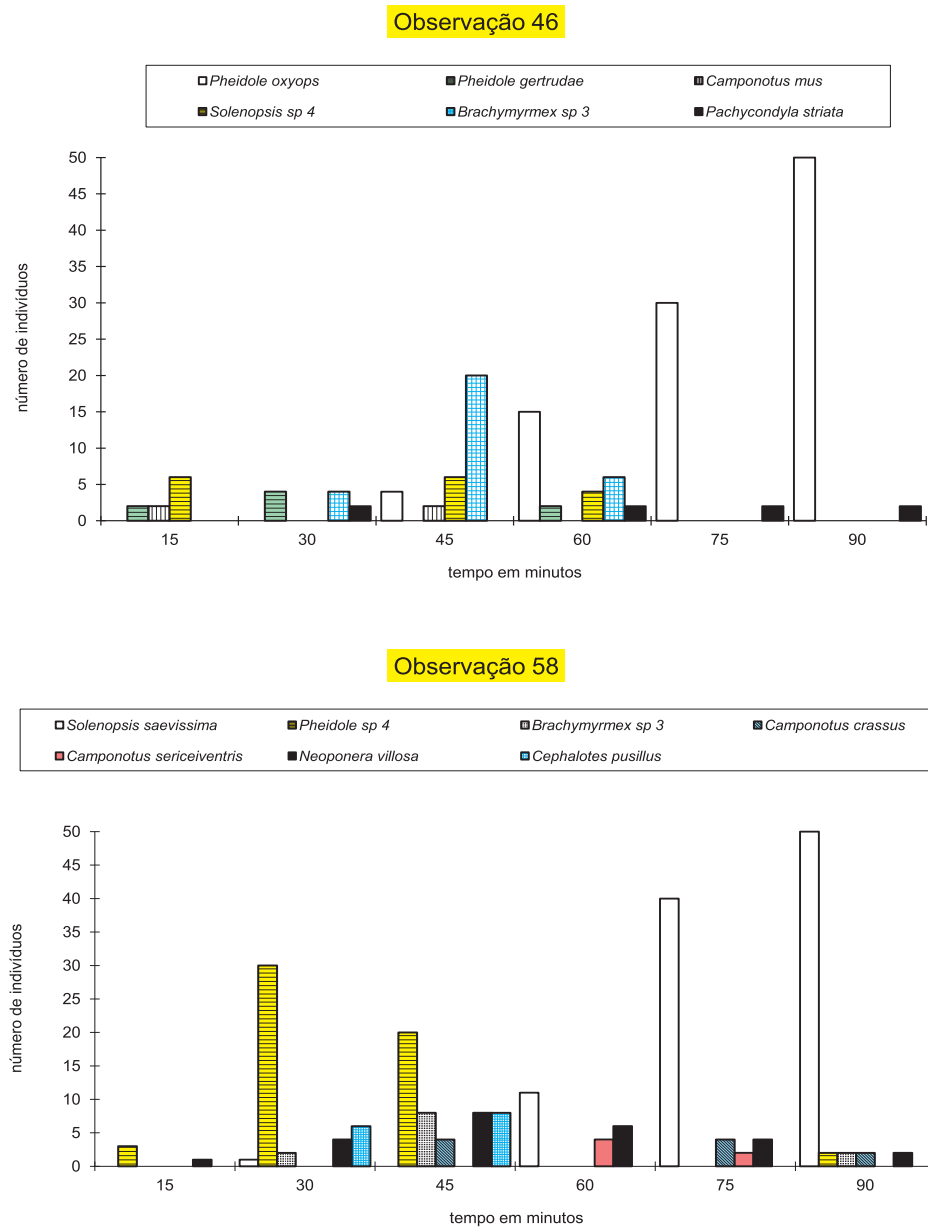 Observação 46
Pheidole oxyops Pheidole gertrudae Camponotus mus
Solenopsis sp 4 Brachymyrmex sp 3 Pachycondyla striata
50
45
40
35
30
25
20
15
10
5
0
número de indivíduos
15 30 45 60 75 90
tempo em minutos
Observação 58
Solenopsis saevissima Pheidole sp 4 Brachymyrmex sp 3 Camponotus crassus
Camponotus sericeiventris Neoponera villosa Cephalotes pusillus
50
45
40
35
30
25
20
15
10
5
0
número de indivíduos
15 30 45 60 75 90
tempo em minutos